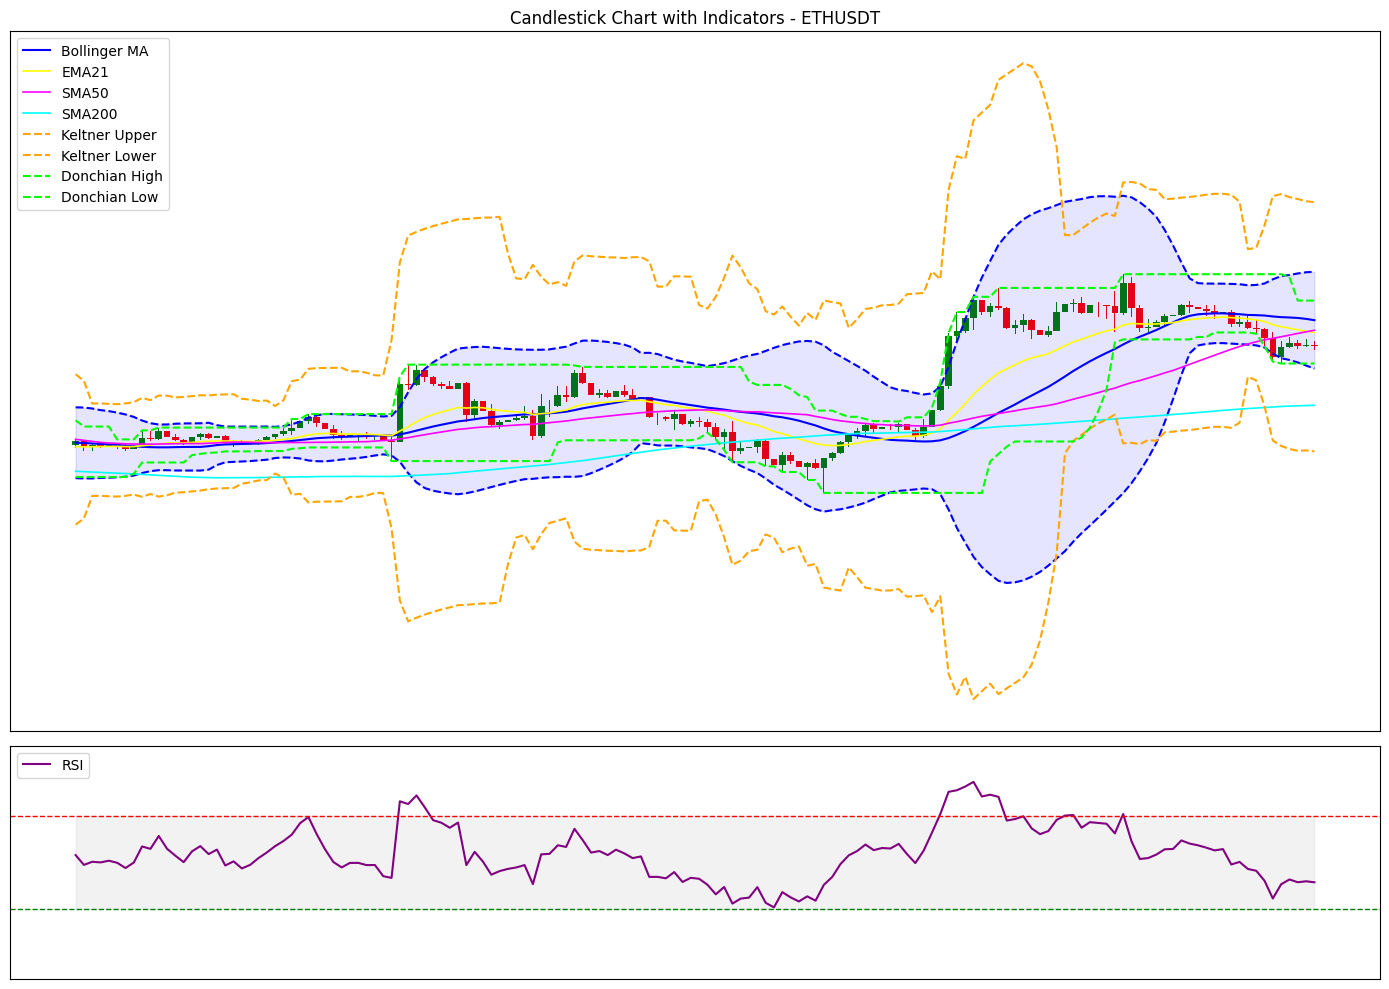 Candlestick Chart with Indicators - ETHUSDT
Bollinger MA
EMA21
SMA50
SMA200
Keltner Upper
Keltner Lower
Donchian High
Donchian Low
RSI